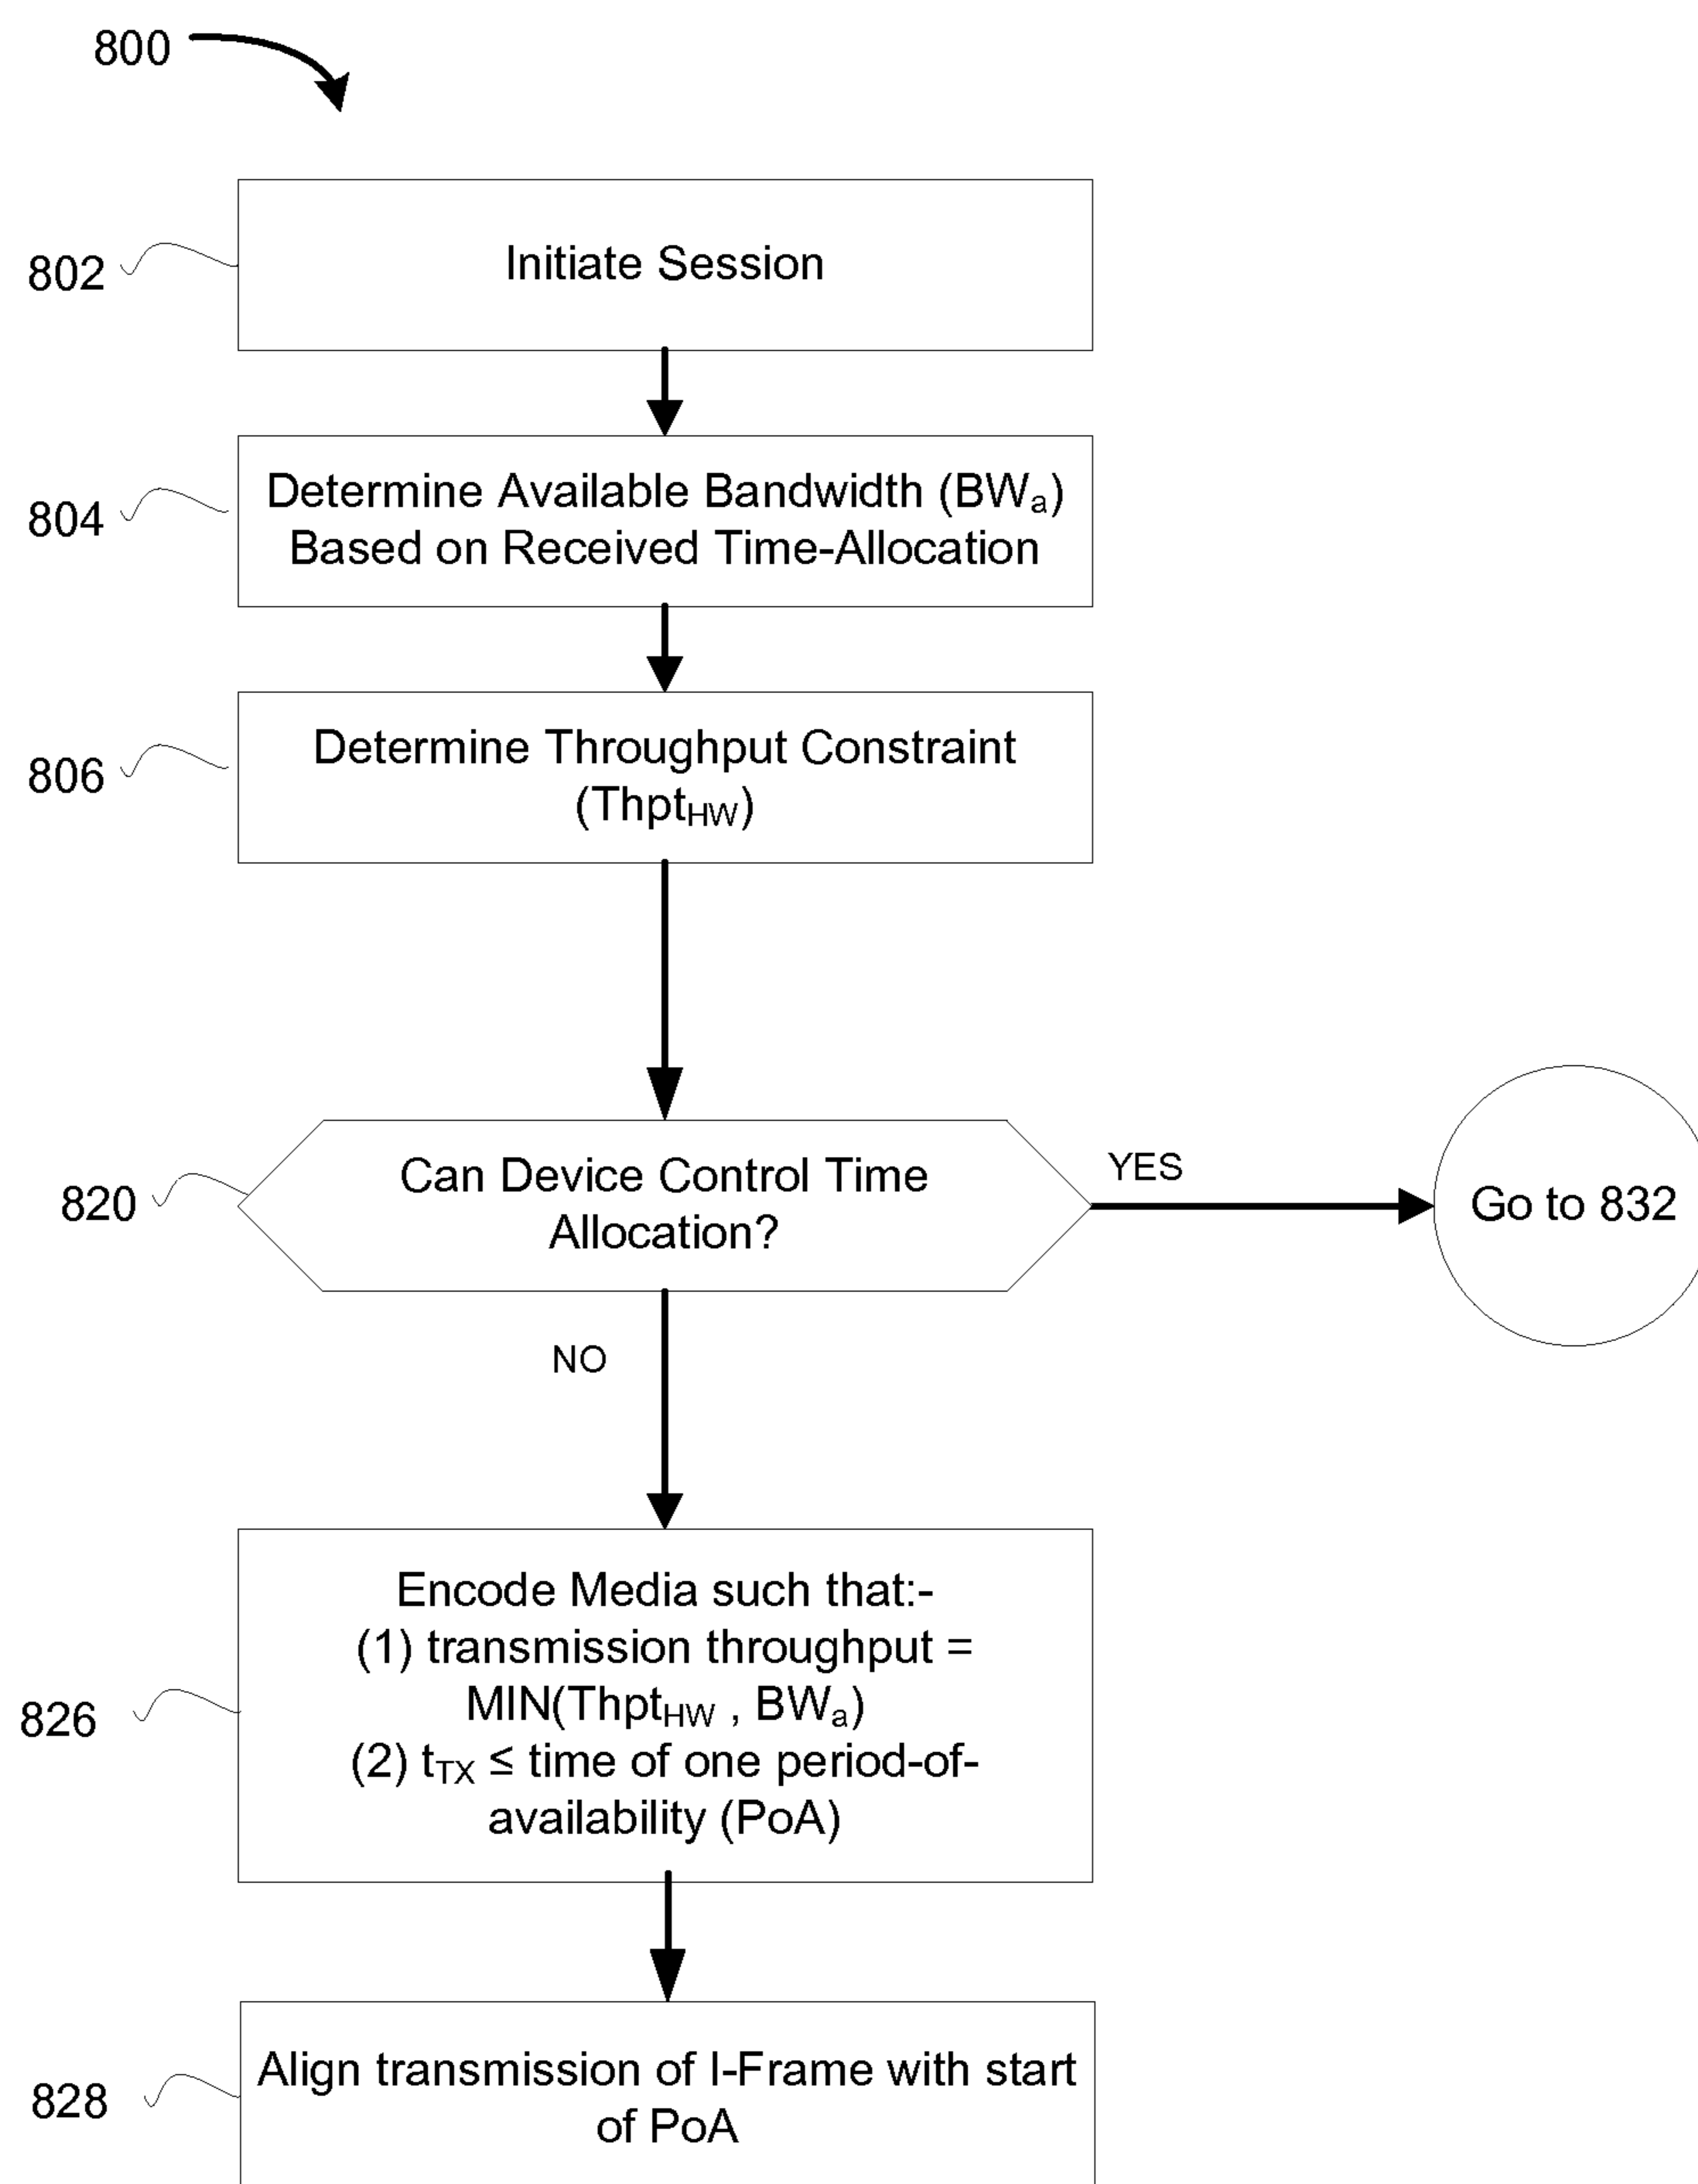 800
802
Initiate Session
804
Determine Available Bandwidth (BWa)
Based on Received Time-Allocation
806
Determine Throughput Constraint
(ThptHW)
820
Can Device Control Time
Allocation?
YES
Go to 832
NO
826
Encode Media such that:-
(1) transmission throughput =
MIN(ThptHW , BWa)
(2) tTX ≤ time of one period-of-
availability (PoA)
828
Align transmission of I-Frame with start
of PoA